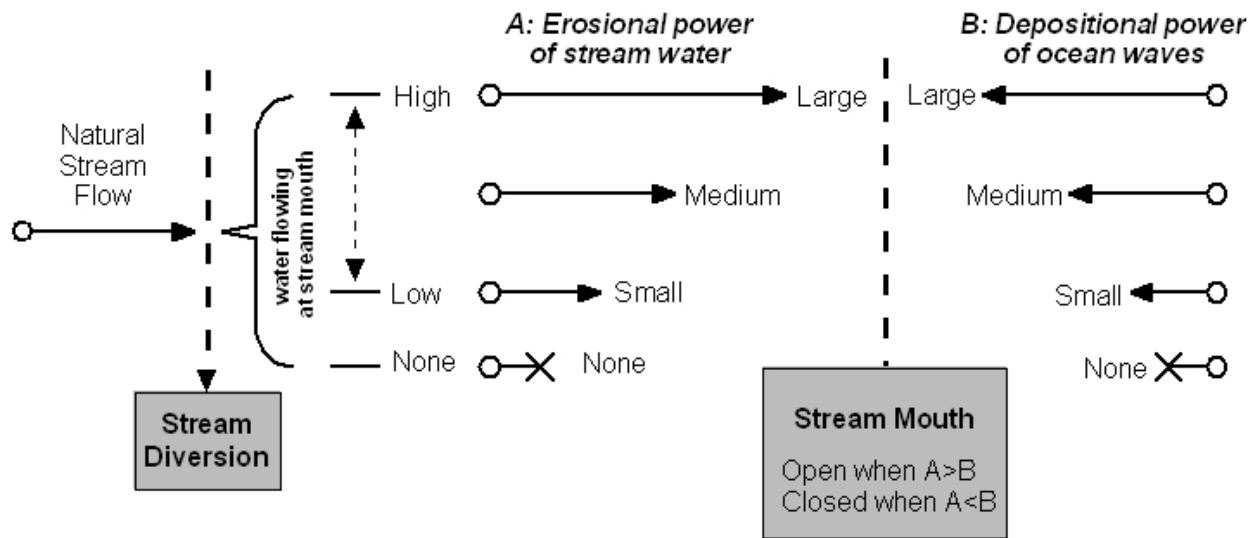 A: Erosional power
of stream water
B: Depositional power
of ocean waves
Natural
Stream
Flow
water flowing
at stream mouth
High
Large
Large
Medium
Medium
Low
Small
Small
None
None
None
Stream
Diversion
Stream Mouth
Open when A>B
Closed when A<B